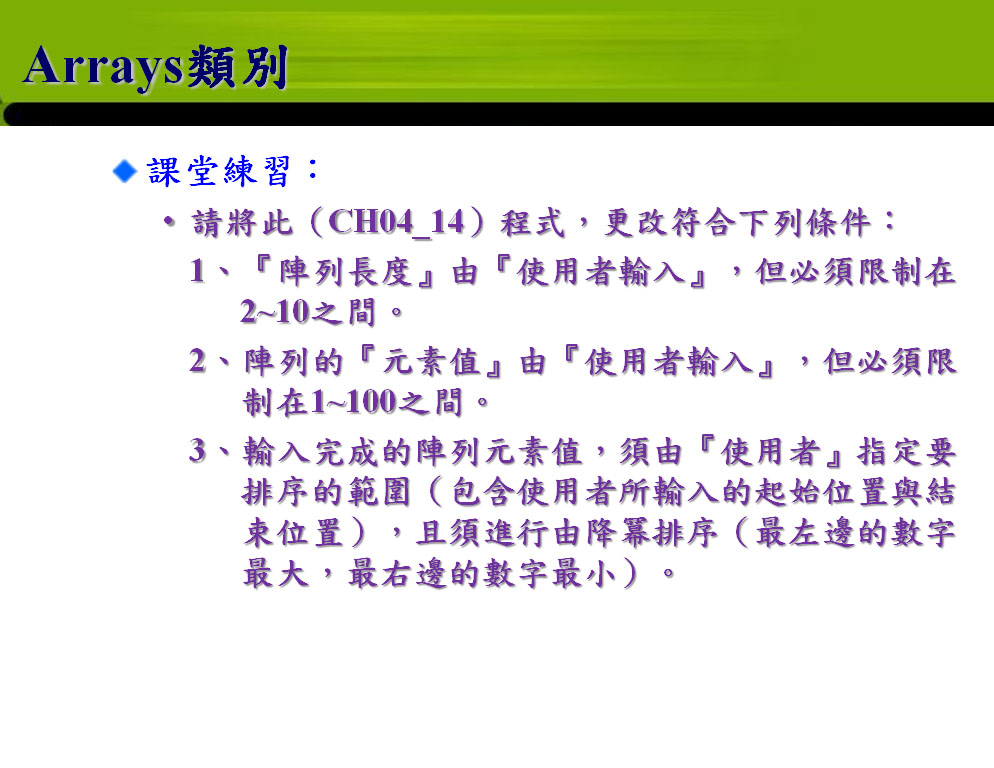 Arrays類別
課堂練習：
• 請將此（CH04_14）程式，更改符合下列條件：
1、『陣列長度』由『使用者輸入』，但必須限制在
2~10之間。
2、陣列的『元素值』由『使用者輸入』，但必須限
制在1~100之間。
3、輸入完成的陣列元素值，須由『使用者』指定要
排序的範圍（包含使用者所輸入的起始位置與結
束位置），且須進行由降冪排序（最左邊的數字
最大，最右邊的數字最小）。